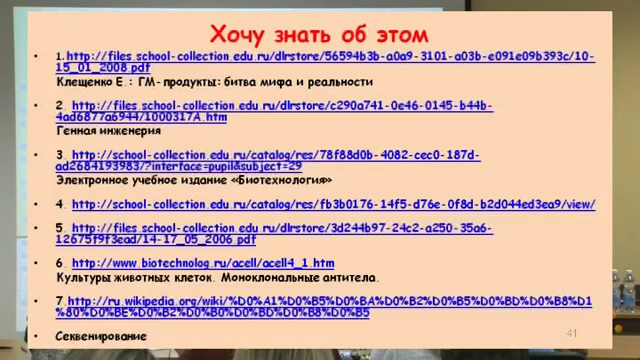 Хочу знать об этом
• 1.http://files.school-collection.edu.ru/dlrstore/56594b3b-a0a9-3101-a03b-e091e09b393c/10-
15_01_2008.pdf
Клещенко Е.: ГМ-продукты: битва мифа и реальности
• 2. http://files.school-collection.edu.ru/dlrstore/c290a741-0e46-0145-b44b-
4ad6877a6944/1000317A.htm
Генная инженерия
• 3. http://school-collection.edu.ru/catalog/res/78f88d0b-4082-cec0-187d-
ad2684193983/?interface=pupil&subject=29
Электронное учебное издание «Биотехнология»
• 4. http://school-collection.edu.ru/catalog/res/fb3b0176-14f5-d76e-0f8d-b2d044ed3ea9/view/
• 5. http://files.school-collection.edu.ru/dlrstore/3d244b97-24c2-a250-35a6-
12675f9f3ead/14-17_05_2006.pdf
• 6. http://www.biotechnolog.ru/acell/acell4_1.htm
Культуры животных клеток. Моноклональные антитела.
• 7.http://ru.wikipedia.org/wiki/%D0%A1%D0%B5%D0%BA%D0%B2%D0%B5%D0%BD%D0%B8%D1
%80%D0%BE%D0%B2%D0%B0%D0%BD%D0%B8%D0%B5
• Секвенирование
41